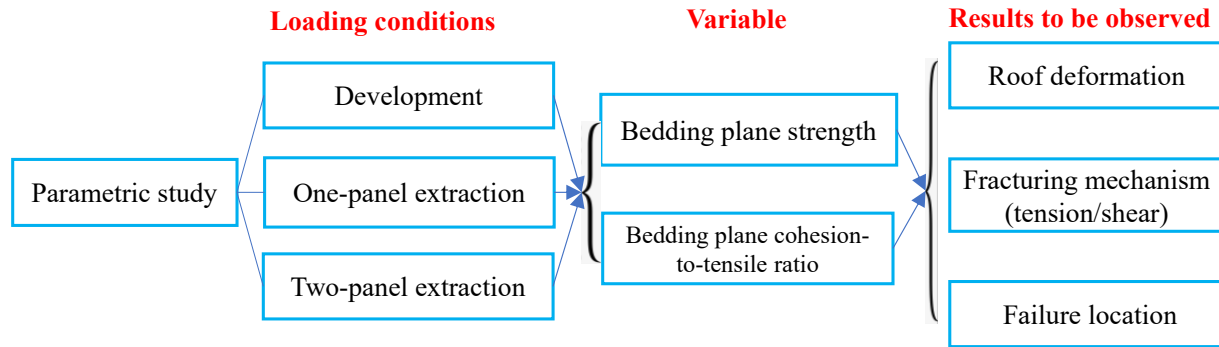 Loading conditions
Variable
Results to be observed
Parametric study
Development
One-panel extraction
Two-panel extraction
Bedding plane strength
Bedding plane cohesion-
to-tensile ratio
Roof deformation
Fracturing mechanism
(tension/shear)
Failure location